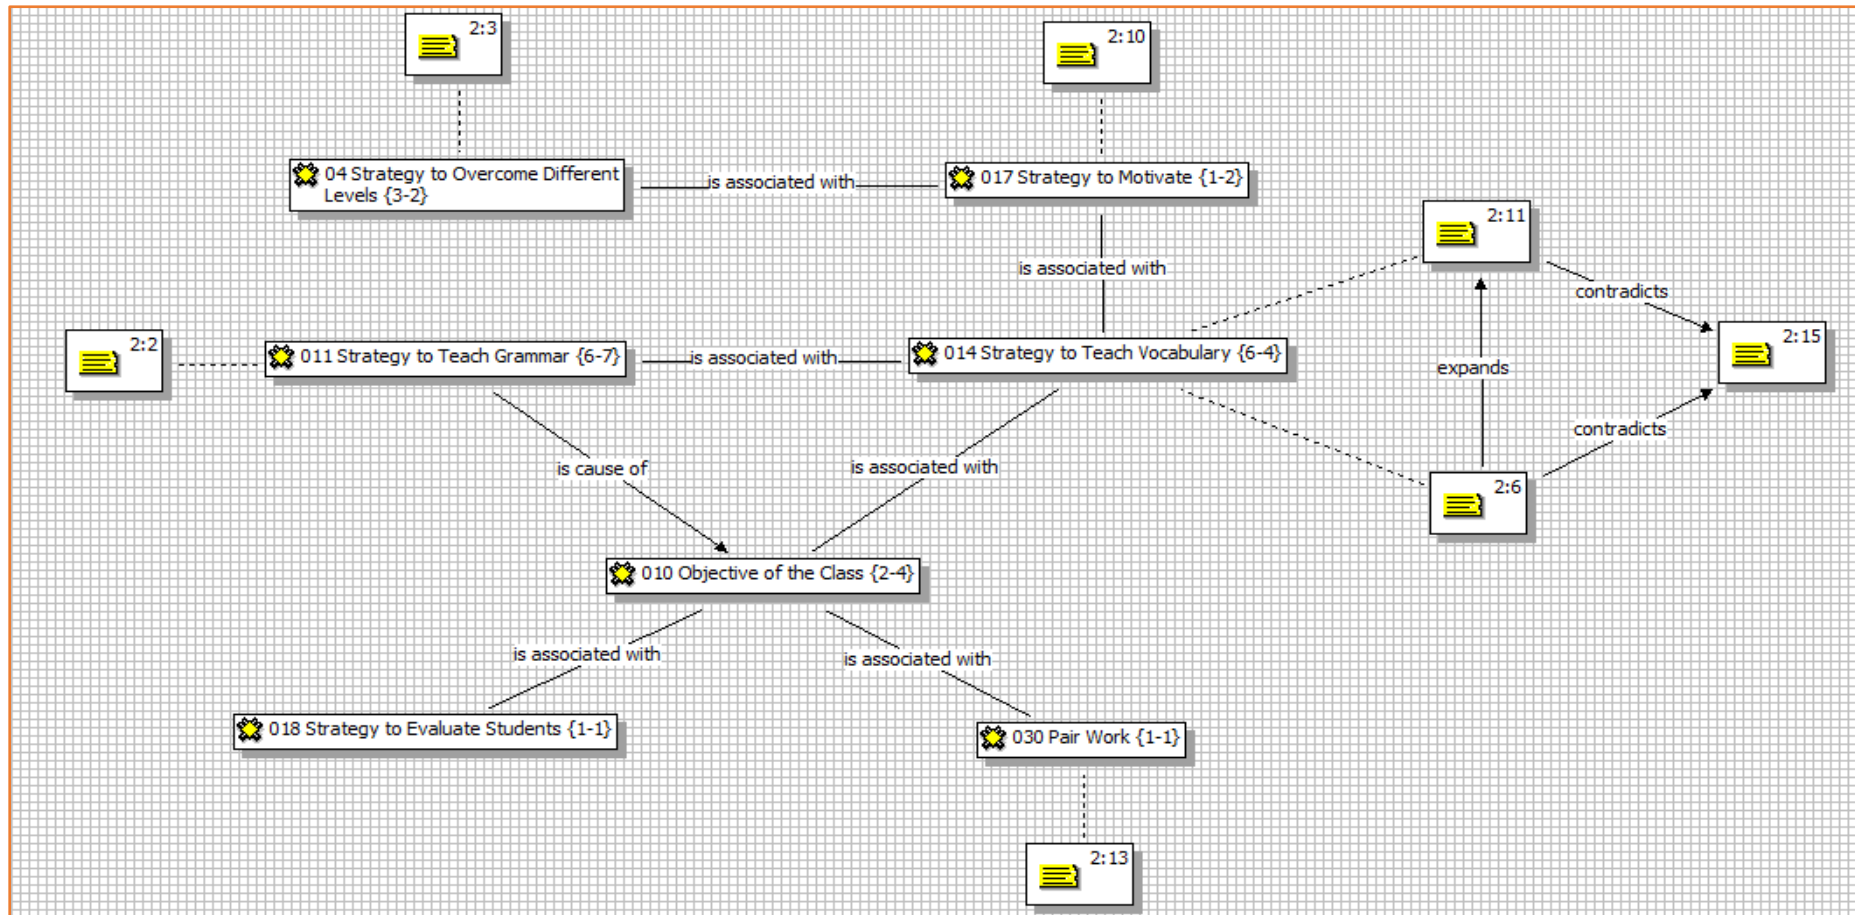 2:3
2:10
04 Strategy to Overcome Different
Levels {3-2}
is associated with
017 Strategy to Motivate {1-2}
2:11
is associated with
contradicts
2:2
011 Strategy to Teach Grammar {6-7}
is associated with
014 Strategy to Teach Vocabulary {6-4}
expands
2:15
contradicts
is cause of
is associated with
2:6
010 Objective of the Class {2-4}
is associated with
is associated with
018 Strategy to Evaluate Students {1-1}
030 Pair Work {1-1}
2:13